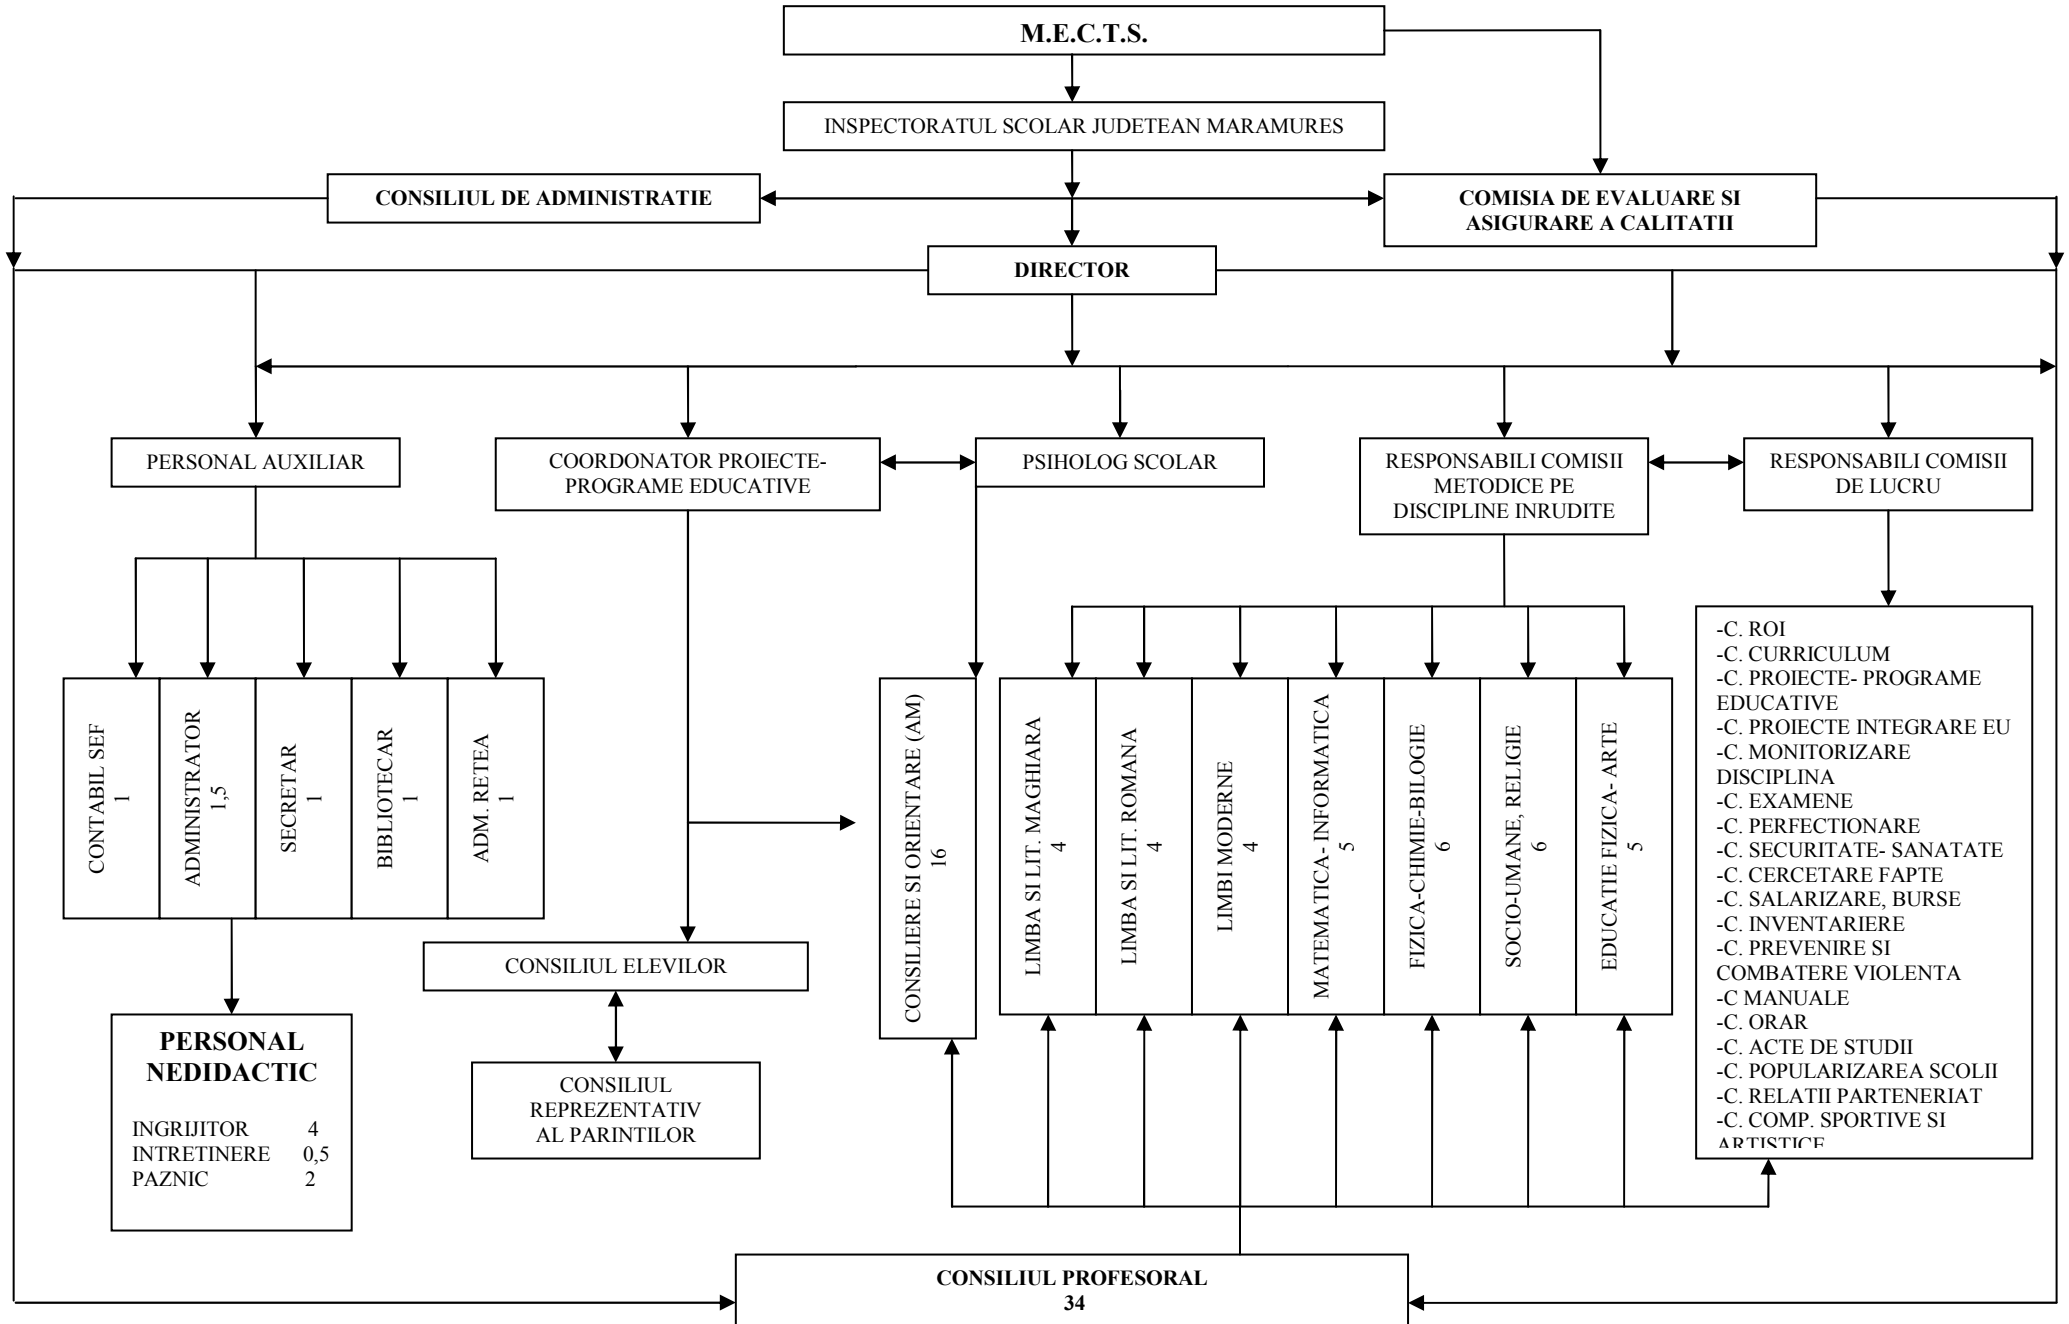 M.E.C.T.S.
INSPECTORATUL SCOLAR JUDETEAN MARAMURES
CONSILIUL DE ADMINISTRATIE
COMISIA DE EVALUARE SI
ASIGURARE A CALITATII
DIRECTOR
PERSONAL AUXILIAR
COORDONATOR PROIECTE-
PROGRAME EDUCATIVE
PSIHOLOG SCOLAR
RESPONSABILI COMISII
METODICE PE
DISCIPLINE INRUDITE
RESPONSABILI COMISII
DE LUCRU
CONTABIL SEF
1
ADMINISTRATOR
1,5
SECRETAR
1
BIBLIOTECAR
1
ADM. RETEA
1
CONSILIERE SI ORIENTARE (AM)
16
LIMBA SI LIT. MAGHIARA
4
LIMBA SI LIT. ROMANA
4
LIMBI MODERNE
4
MATEMATICA- INFORMATICA
5
FIZICA-CHIMIE-BILOGIE
6
SOCIO-UMANE, RELIGIE
6
EDUCATIE FIZICA- ARTE
5
-C. ROI
-C. CURRICULUM
-C. PROIECTE- PROGRAME
EDUCATIVE
-C. PROIECTE INTEGRARE EU
-C. MONITORIZARE
DISCIPLINA
-C. EXAMENE
-C. PERFECTIONARE
-C. SECURITATE- SANATATE
-C. CERCETARE FAPTE
-C. SALARIZARE, BURSE
-C. INVENTARIERE
-C. PREVENIRE SI
COMBATERE VIOLENTA
-C MANUALE
-C. ORAR
-C. ACTE DE STUDII
-C. POPULARIZAREA SCOLII
-C. RELATII PARTENERIAT
-C. COMP. SPORTIVE SI
ARTISTICE
CONSILIUL ELEVILOR
CONSILIUL
REPREZENTATIV
AL PARINTILOR
PERSONAL
NEDIDACTIC
INGRIJITOR 4
INTRETINERE 0,5
PAZNIC 2
CONSILIUL PROFESORAL
34